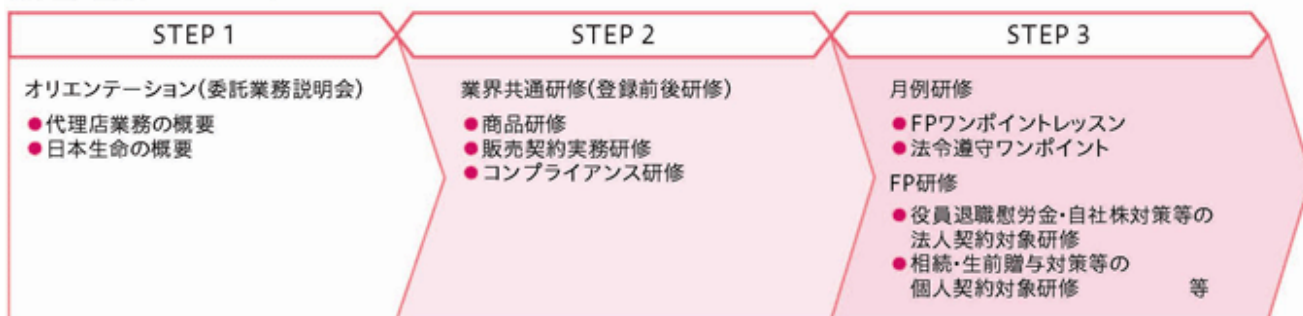 STEP 1
オリエンテーション(委託業務説明会)
●代理店業務の概要
●日本生命の概要
STEP 2
業界共通研修(登録前後研修)
●商品研修
●販売契約実務研修
●コンプライアンス研修
STEP 3
月例研修
●FPワンポイントレッスン
●法令遵守ワンポイント
FP研修
●役員退職慰労金・自社株対策等の
法人契約対象研修
●相続・生前贈与対策等の
個人契約対象研修 等